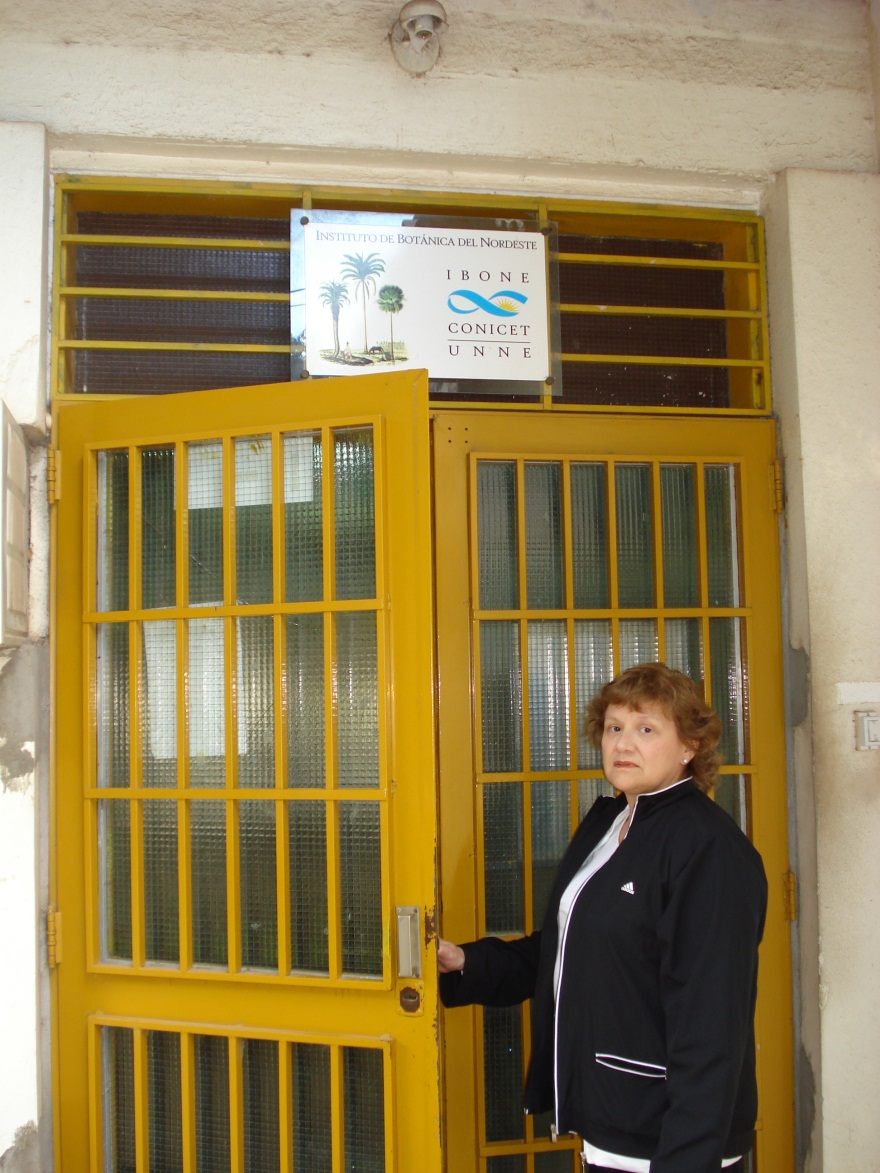 INSTITUTO DE BOTÁNICA DEL NORDESTE
IBONE
CONICET
UNNE